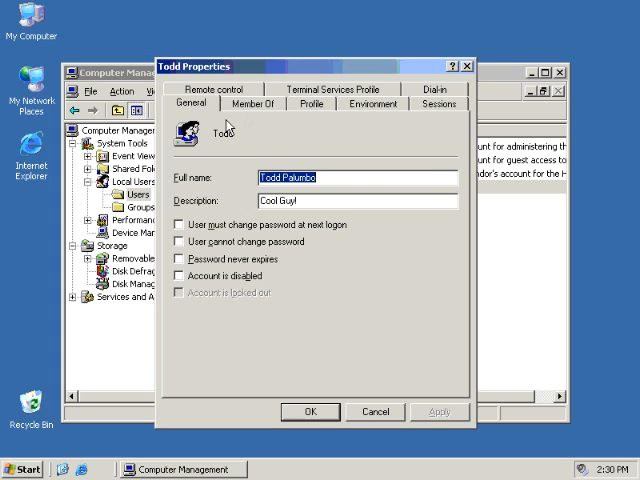 My Computer
My Network
Places
Internet
Explorer
Recycle Bin
Computer Mana
File
Action
Computer Managem
System Tools
Event View
Shared Fol
Local Users
Users
Groups
Performanc
Device Mar
Storage
Removable
Disk Defrag
Disk Manag
Services and A
Todd Properties
Remote control
Terminal Services Profile
Dial-in
General
Member Of
Profile
Environment
Sessions
Todd
Full name:
Todd Palumbo
Description:
Cool Guy!
User must change password at next logon
User cannot change password
Password never expires
Account is disabled
Account is locked out
OK
Cancel
Apply
unt for administering th
unt for guest access to
dor's account for the H
Start
Computer Management
2:30 PM